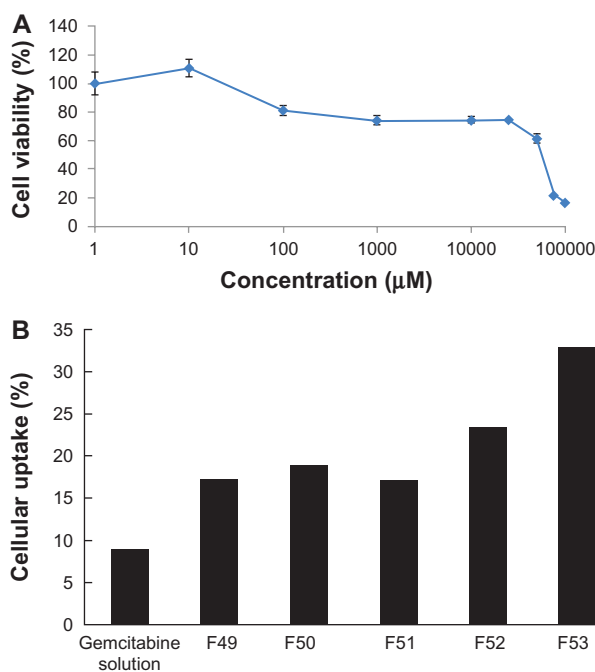 A
Cell viability (%)
140
120
100
80
60
40
20
0
1 10 100 1000 10000 100000
Concentration (µM)
B
Cellular uptake (%)
35
30
25
20
15
10
5
0
Gemcitabine solution F49 F50 F51 F52 F53